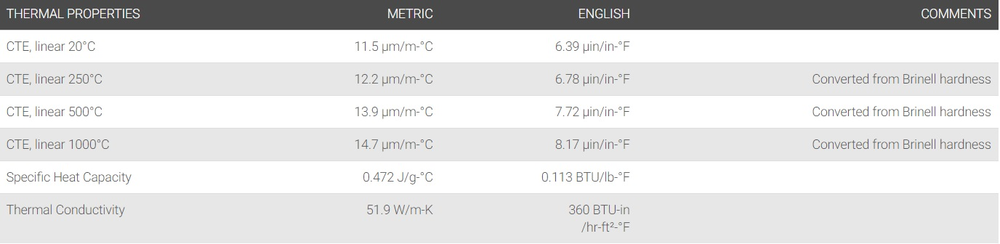 THERMAL PROPERTIES METRIC ENGLISH COMMENTS
CTE, linear 20°C 11.5 µm/m-°C 6.39 µin/in-°F
CTE, linear 250°C 12.2 µm/m-°C 6.78 µin/in-°F Converted from Brinell hardness
CTE, linear 500°C 13.9 µm/m-°C 7.72 µin/in-°F Converted from Brinell hardness
CTE, linear 1000°C 14.7 µm/m-°C 8.17 µin/in-°F Converted from Brinell hardness
Specific Heat Capacity 0.472 J/g-°C 0.113 BTU/lb-°F
Thermal Conductivity 51.9 W/m-K 360 BTU-in
/hr-ft²-°F